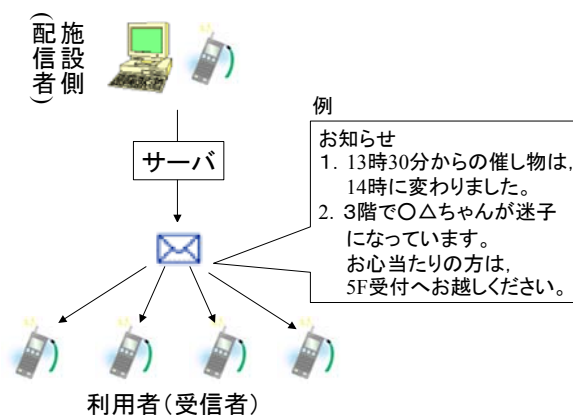 施設側
(配信者)
サーバ
例
お知らせ
1. 13時30分からの催し物は,
14時に変わりました。
2. 3階で〇△ちゃんが迷子
になっています。
お心当たりの方は,
5F受付へお越しください。
利用者(受信者)